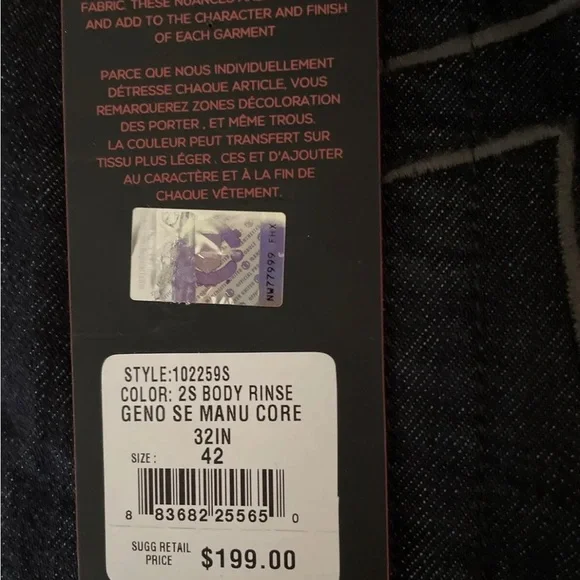 FABRIC. THESE NUANCES
AND ADD TO THE CHARACTER AND FINISH
OF EACH GARMENT
PARCE QUE NOUS INDIVIDUELLEMENT
DÉTRESSE CHAQUE ARTICLE, VOUS
REMARQUEREZ ZONES DÉCOLORATION
DES PORTER , ET MÊME TROUS.
LA COULEUR PEUT TRANSFERT SUR
TISSU PLUS LÉGER . CES ET D'AJOUTER
AU CARACTÈRE ET À LA FIN DE
CHAQUE VÊTEMENT.
NW77999 FHX
STYLE:102259S
COLOR: 2S BODY RINSE
GENO SE MANU CORE
32IN
SIZE: 42
8 83682 25565 0
SUGG RETAIL
PRICE $199.00